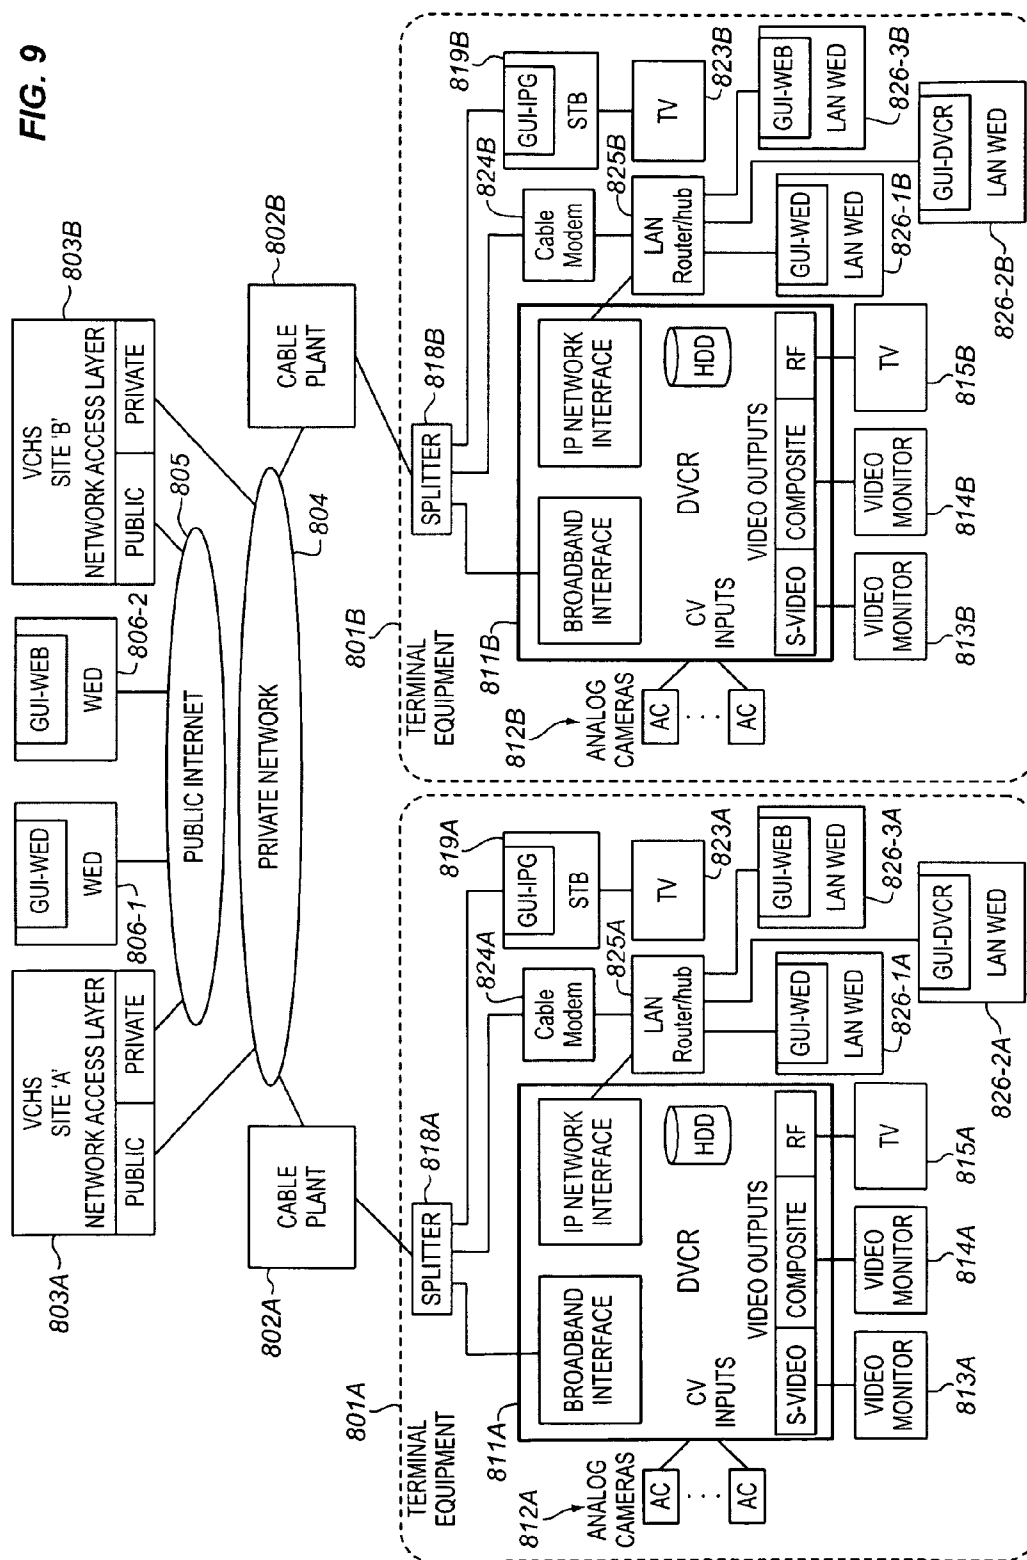 FIG. 9
803A
VCHS
SITE 'A'
NETWORK ACCESS LAYER
PUBLIC
PRIVATE
GUI-WED
WED
806-1
GUI-WEB
WED
806-2
VCHS
SITE 'B'
NETWORK ACCESS LAYER
PUBLIC
PRIVATE
803B
PUBLIC INTERNET
805
PRIVATE NETWORK
804
CABLE
PLANT
802A
CABLE
PLANT
802B
801A
TERMINAL
EQUIPMENT
SPLITTER
818A
811A
BROADBAND
INTERFACE
IP NETWORK
INTERFACE
DVCR
HDD
CV
INPUTS
VIDEO OUTPUTS
S-VIDEO
COMPOSITE
RF
812A
ANALOG
CAMERAS
AC
AC
VIDEO
MONITOR
813A
VIDEO
MONITOR
814A
TV
815A
Cable
Modem
824A
GUI-IPG
STB
819A
LAN
Router/hub
825A
TV
823A
GUI-WED
LAN WED
826-1A
GUI-WEB
LAN WED
826-3A
GUI-DVCR
LAN WED
826-2A
801B
TERMINAL
EQUIPMENT
SPLITTER
818B
811B
BROADBAND
INTERFACE
IP NETWORK
INTERFACE
DVCR
HDD
CV
INPUTS
VIDEO OUTPUTS
S-VIDEO
COMPOSITE
RF
812B
ANALOG
CAMERAS
AC
AC
VIDEO
MONITOR
813B
VIDEO
MONITOR
814B
TV
815B
Cable
Modem
824B
GUI-IPG
STB
819B
LAN
Router/hub
825B
TV
823B
GUI-WED
LAN WED
826-1B
GUI-WEB
LAN WED
826-3B
GUI-DVCR
LAN WED
826-2B